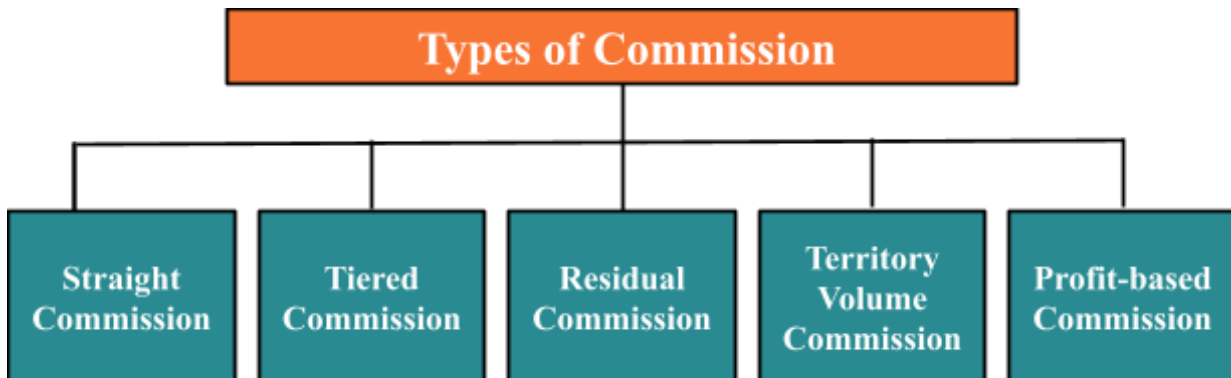 Types of Commission
Straight
Commission
Tiered
Commission
Residual
Commission
Territory
Volume
Commission
Profit-based
Commission